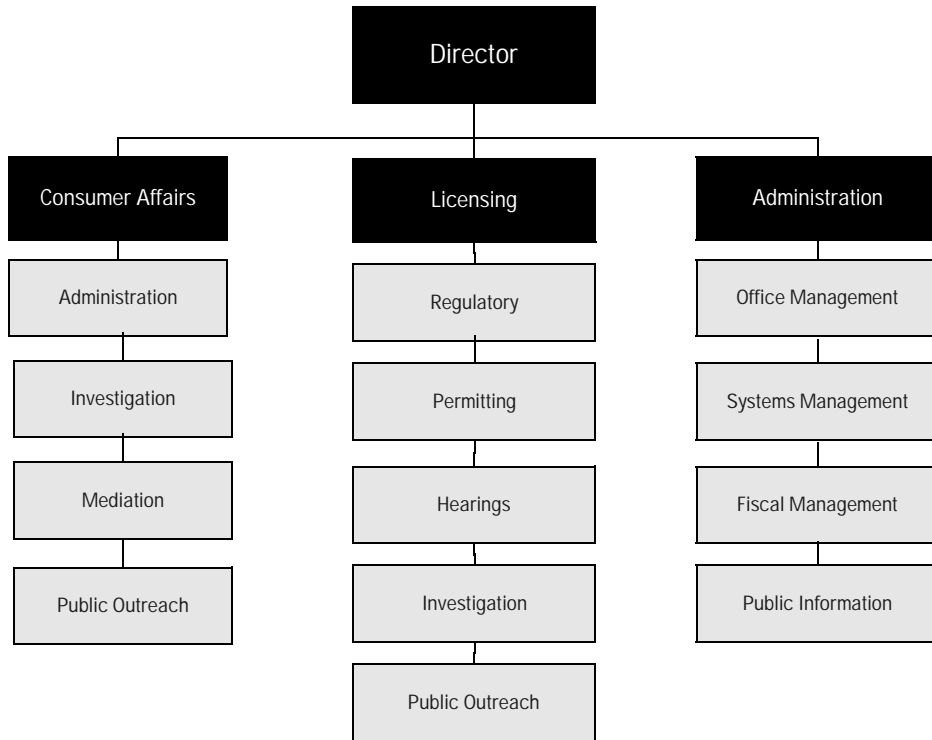 Director
Consumer Affairs
Licensing
Administration
Administration
Regulatory
Office Management
Investigation
Permitting
Systems Management
Mediation
Hearings
Fiscal Management
Public Outreach
Investigation
Public Information
Public Outreach